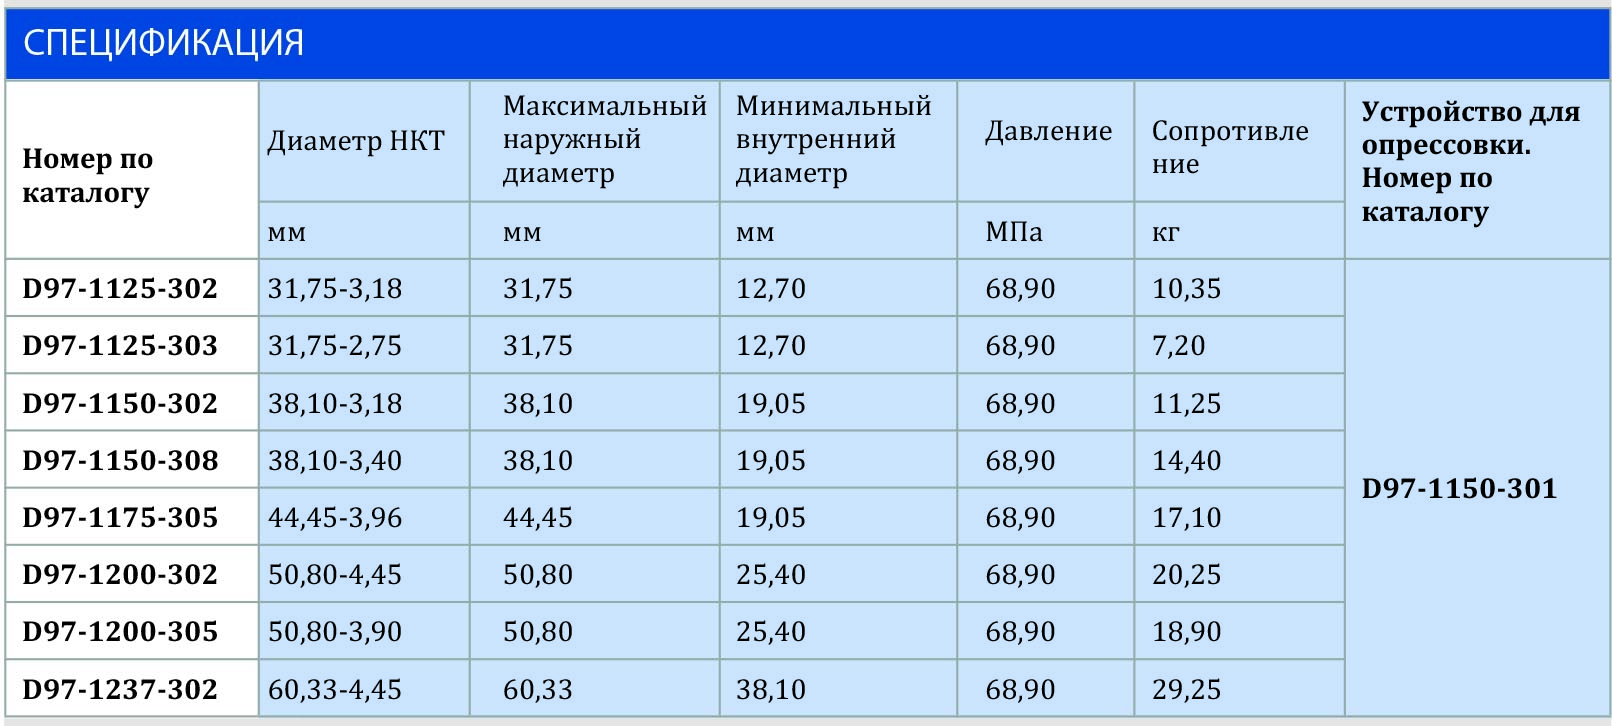 СПЕЦИФИКАЦИЯ
Номер по
каталогу
Диаметр НКТ
Максимальный
наружный
диаметр
Минимальный
внутренний
диаметр
Давление
Сопротивле
ние
Устройство для
опрессовки.
Номер по
каталогу
мм
мм
мм
МПа
кг
D97-1125-302 31,75-3,18 31,75 12,70 68,90 10,35
D97-1125-303 31,75-2,75 31,75 12,70 68,90 7,20
D97-1150-302 38,10-3,18 38,10 19,05 68,90 11,25
D97-1150-308 38,10-3,40 38,10 19,05 68,90 14,40
D97-1150-301
D97-1175-305 44,45-3,96 44,45 19,05 68,90 17,10
D97-1200-302 50,80-4,45 50,80 25,40 68,90 20,25
D97-1200-305 50,80-3,90 50,80 25,40 68,90 18,90
D97-1237-302 60,33-4,45 60,33 38,10 68,90 29,25